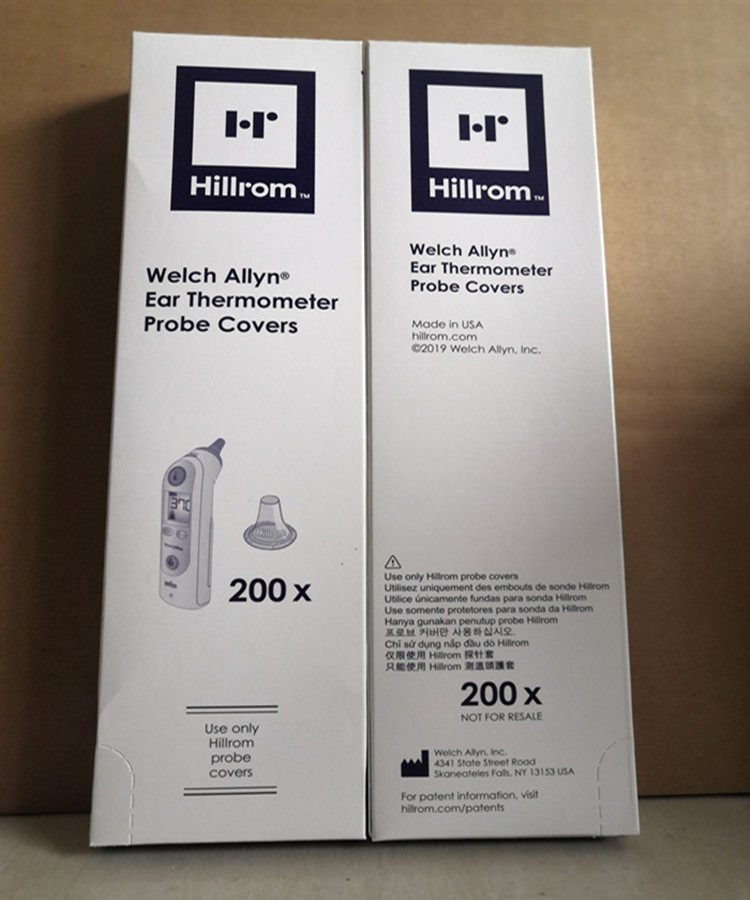 Hillrom™
Welch Allyn®
Ear Thermometer
Probe Covers
37.0
Hillrom
200 x
Use only
Hillrom
probe
covers
Hillrom™
Welch Allyn®
Ear Thermometer
Probe Covers
Made in USA
hillrom.com
©2019 Welch Allyn, Inc.
Use only Hillrom probe covers
Utilisez uniquement des embouts de sonde Hillrom
Utilice únicamente fundas para sonda Hillrom
Use somente protetores para sonda da Hillrom
Hanya gunakan penutup probe Hillrom
프로브 커버만 사용하십시오.
Chỉ sử dụng nắp đầu dò Hillrom
仅限使用 Hillrom 探针套
只能使用 Hillrom 測溫頭護套
200 x
NOT FOR RESALE
Welch Allyn, Inc.
4341 State Street Road
Skaneateles Falls, NY 13153 USA
For patent information, visit
hillrom.com/patents